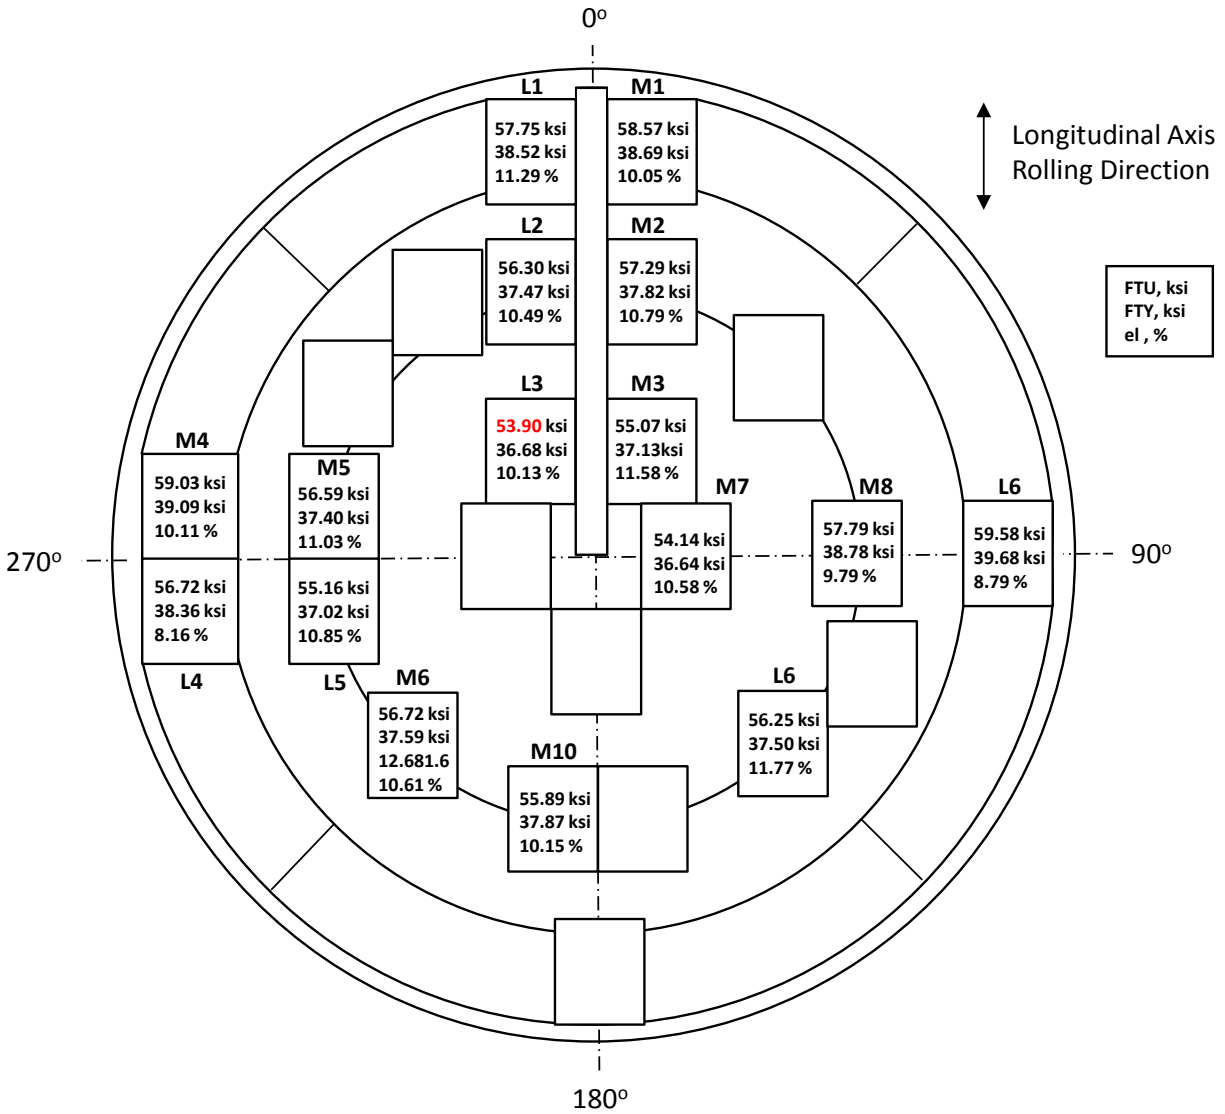 0º
L1
M1
57.75 ksi
38.52 ksi
11.29 %
58.57 ksi
38.69 ksi
10.05 %
Longitudinal Axis
Rolling Direction
L2
M2
56.30 ksi
37.47 ksi
10.49 %
57.29 ksi
37.82 ksi
10.79 %
FTU, ksi
FTY, ksi
el , %
L3
M3
53.90 ksi
36.68 ksi
10.13 %
55.07 ksi
37.13ksi
11.58 %
M4
59.03 ksi
39.09 ksi
10.11 %
M5
56.59 ksi
37.40 ksi
11.03 %
M7
54.14 ksi
36.64 ksi
10.58 %
M8
57.79 ksi
38.78 ksi
9.79 %
L6
59.58 ksi
39.68 ksi
8.79 %
270º
90º
56.72 ksi
38.36 ksi
8.16 %
L4
55.16 ksi
37.02 ksi
10.85 %
L5
M6
56.72 ksi
37.59 ksi
12.681.6
10.61 %
L6
56.25 ksi
37.50 ksi
11.77 %
M10
55.89 ksi
37.87 ksi
10.15 %
180º